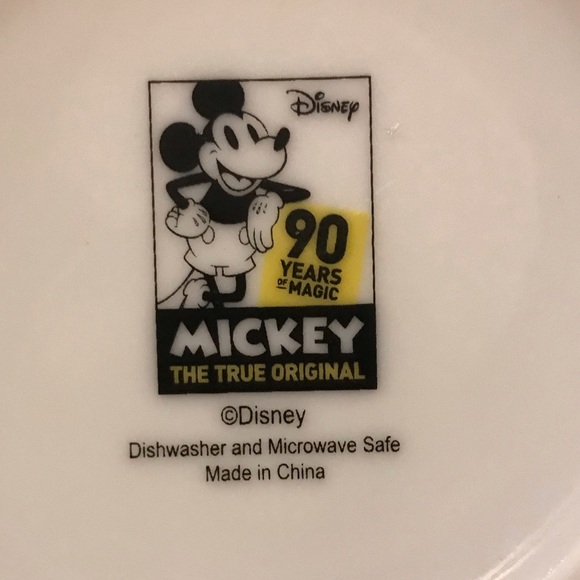 Disney
90
YEARS
OF MAGIC
MICKEY
THE TRUE ORIGINAL
©Disney
Dishwasher and Microwave Safe
Made in China